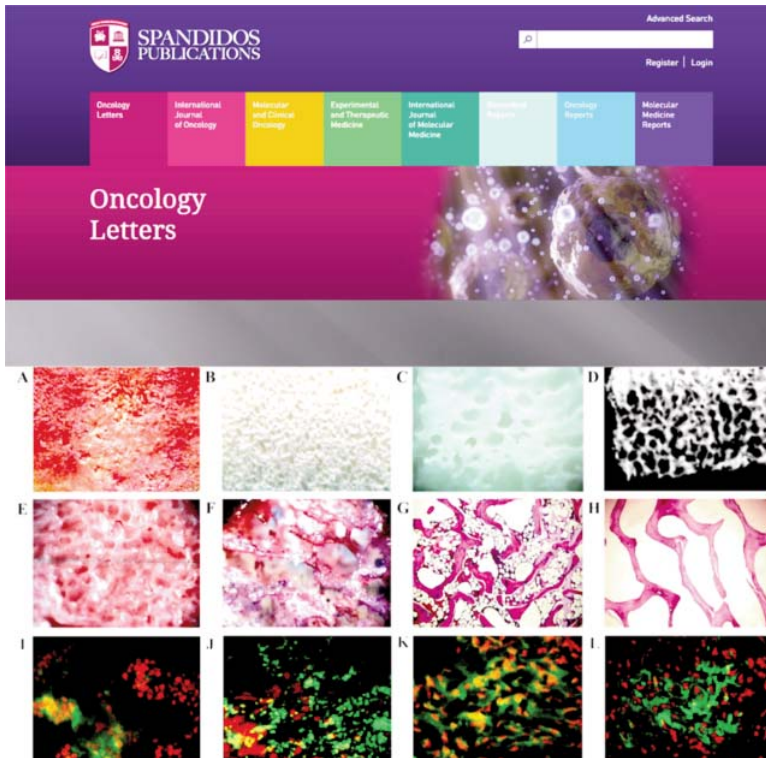 SPANDIDOS
PUBLICATIONS
Advanced Search
Register | Login
Oncology
Letters
International
Journal
of Oncology
Molecular
and Clinical
Oncology
Experimental
and Therapeutic
Medicine
International
Journal
of Molecular
Medicine
Reports
Oncology
Reports
Molecular
Medicine
Reports
Oncology
Letters
A
B
C
D
E
F
G
H
I
J
K
L